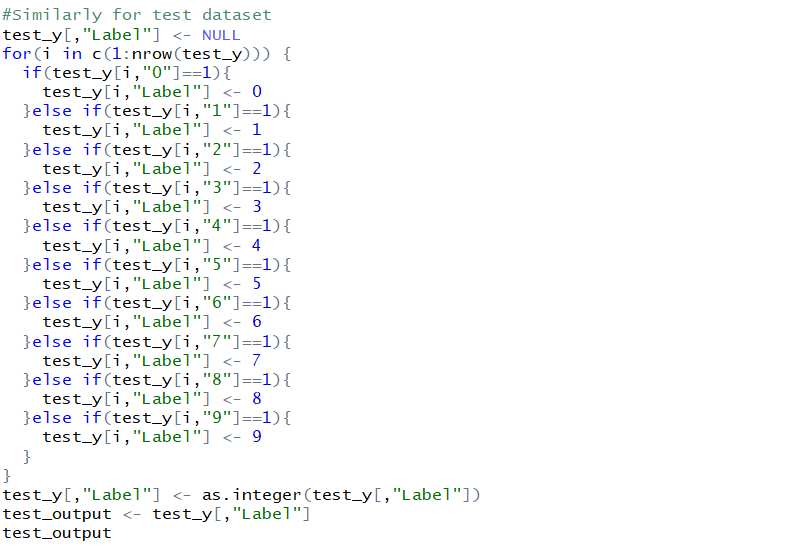 #Similarly for test dataset
test_y[,"Label"] <- NULL
for(i in c(1:nrow(test_y))) {
  if(test_y[i,"0"]==1){
    test_y[i,"Label"] <- 0
  }else if(test_y[i,"1"]==1){
    test_y[i,"Label"] <- 1
  }else if(test_y[i,"2"]==1){
    test_y[i,"Label"] <- 2
  }else if(test_y[i,"3"]==1){
    test_y[i,"Label"] <- 3
  }else if(test_y[i,"4"]==1){
    test_y[i,"Label"] <- 4
  }else if(test_y[i,"5"]==1){
    test_y[i,"Label"] <- 5
  }else if(test_y[i,"6"]==1){
    test_y[i,"Label"] <- 6
  }else if(test_y[i,"7"]==1){
    test_y[i,"Label"] <- 7
  }else if(test_y[i,"8"]==1){
    test_y[i,"Label"] <- 8
  }else if(test_y[i,"9"]==1){
    test_y[i,"Label"] <- 9
  }
}
test_y[,"Label"] <- as.integer(test_y[,"Label"])
test_output <- test_y[,"Label"]
test_output